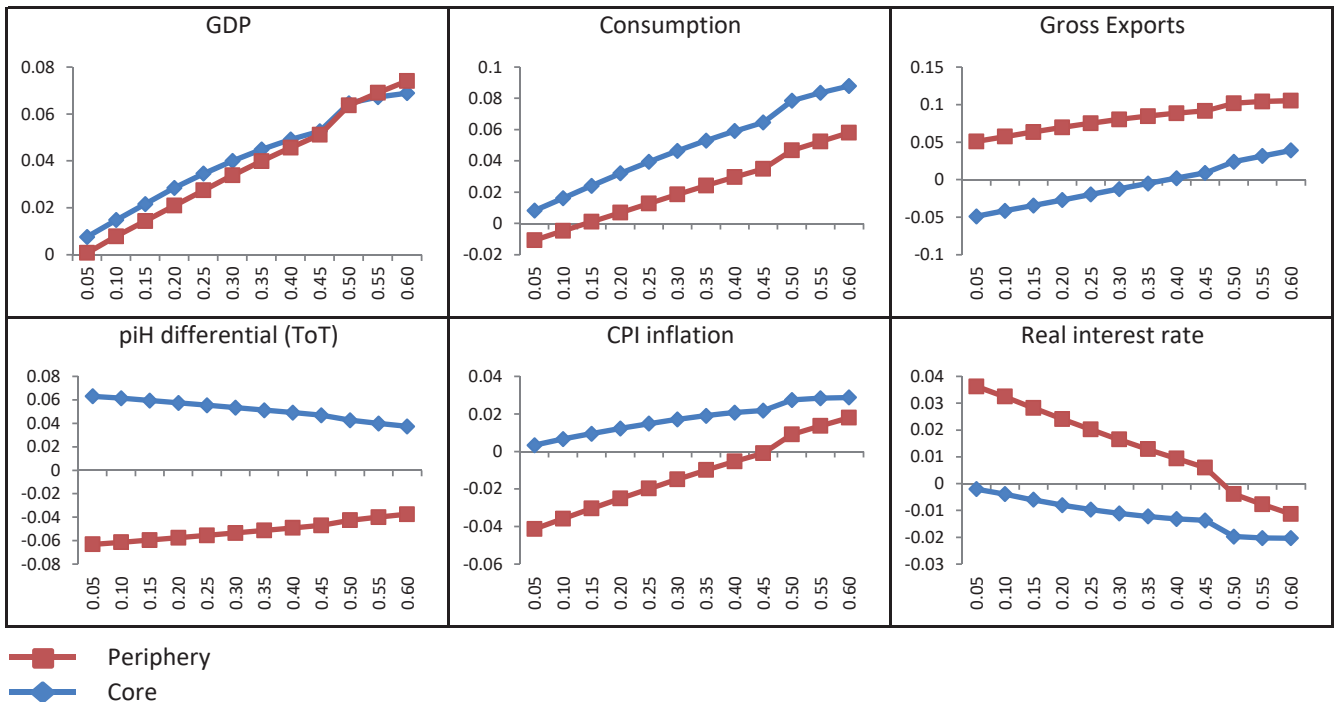 GDP
0.08
0.06
0.04
0.02
0
0.05 0.10 0.15 0.20 0.25 0.30 0.35 0.40 0.45 0.50 0.55 0.60
Consumption
0.1
0.08
0.06
0.04
0.02
0
-0.02
0.05 0.10 0.15 0.20 0.25 0.30 0.35 0.40 0.45 0.50 0.55 0.60
Gross Exports
0.15
0.1
0.05
0
-0.05
-0.1
0.05 0.10 0.15 0.20 0.25 0.30 0.35 0.40 0.45 0.50 0.55 0.60
piH differential (ToT)
0.08
0.06
0.04
0.02
0
-0.02
-0.04
-0.06
-0.08
0.05 0.10 0.15 0.20 0.25 0.30 0.35 0.40 0.45 0.50 0.55 0.60
CPI inflation
0.04
0.02
0
-0.02
-0.04
-0.06
0.05 0.10 0.15 0.20 0.25 0.30 0.35 0.40 0.45 0.50 0.55 0.60
Real interest rate
0.04
0.03
0.02
0.01
0
-0.01
-0.02
-0.03
0.05 0.10 0.15 0.20 0.25 0.30 0.35 0.40 0.45 0.50 0.55 0.60
Periphery
Core